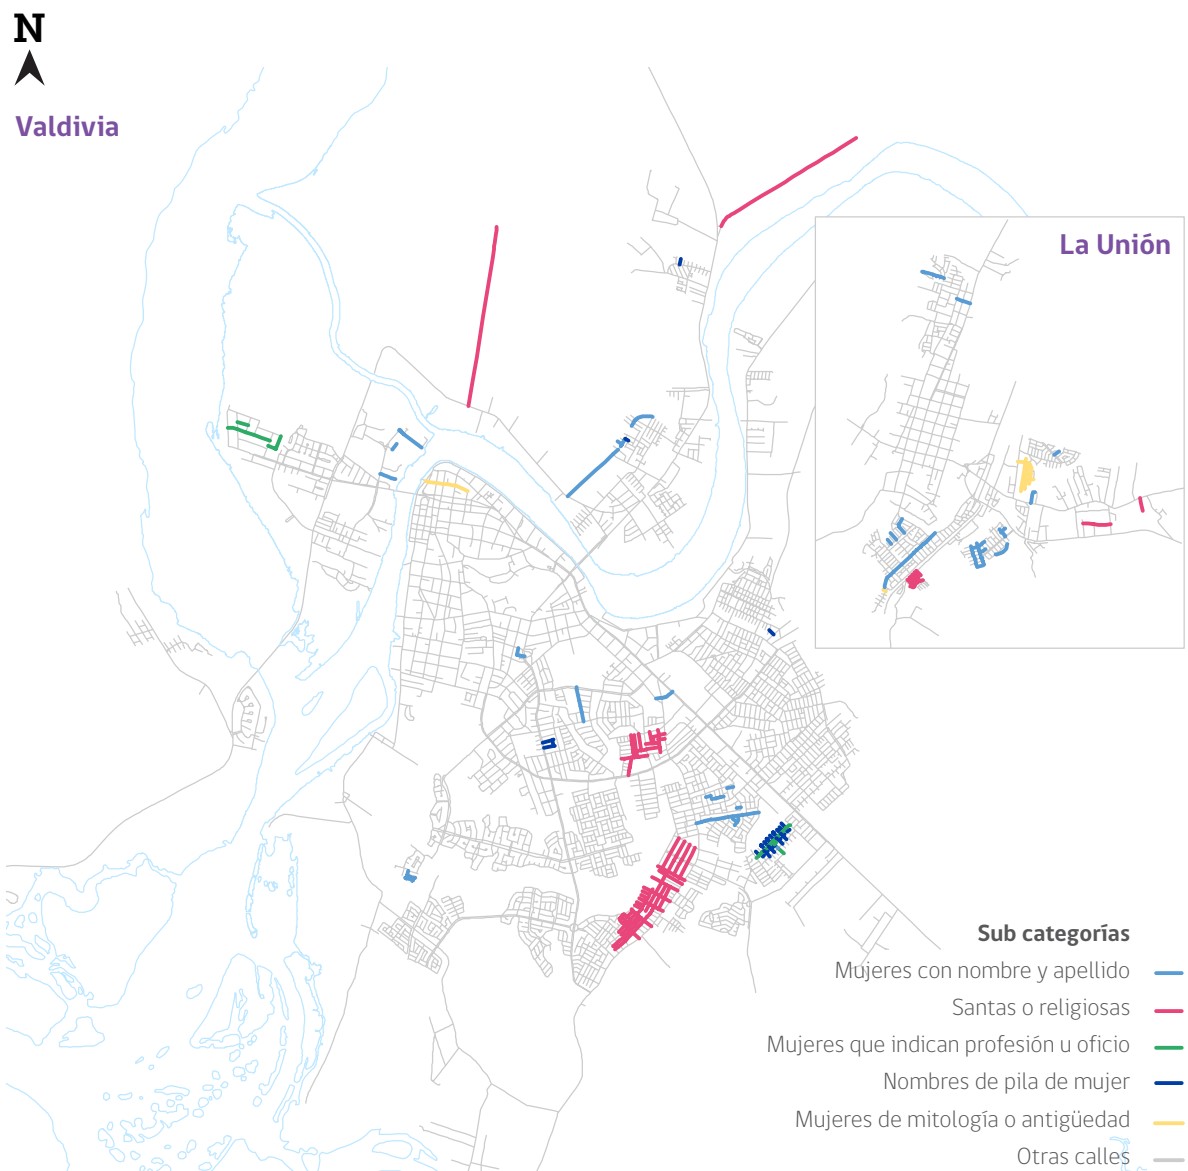 N
Valdivia
La Unión
Sub categorías
Mujeres con nombre y apellido
Santas o religiosas
Mujeres que indican profesión u oficio
Nombres de pila de mujer
Mujeres de mitología o antigüedad
Otras calles